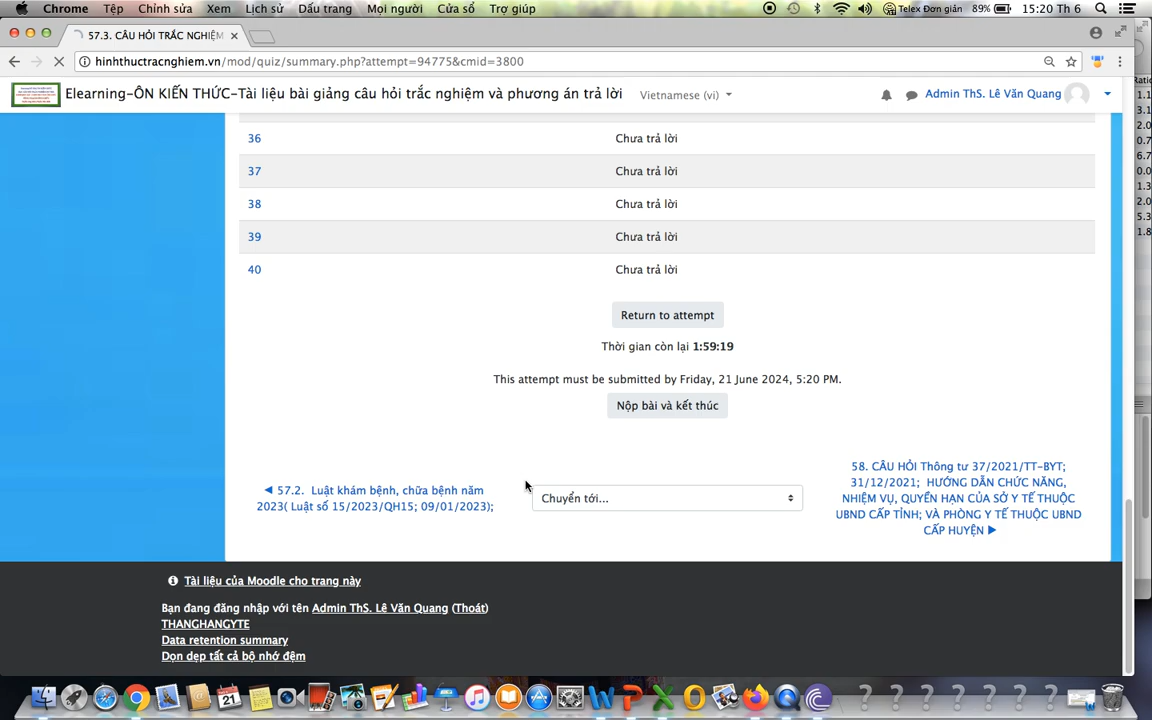 Chrome Tệp Chỉnh sửa Xem Lịch sử Dấu trang Mọi người Cửa sổ Trợ giúp Telex Đơn giản 89% 15:20 Th 6
57.3. CÂU HỎI TRẮC NGHIỆM
hinhthuctracnghiem.vn/mod/quiz/summary.php?attempt=94775&cmid=3800
Elearning-ÔN KIẾN THỨC-Tài liệu bài giảng câu hỏi trắc nghiệm và phương án trả lời Vietnamese (vi) Admin ThS. Lê Văn Quang
36 Chưa trả lời
37 Chưa trả lời
38 Chưa trả lời
39 Chưa trả lời
40 Chưa trả lời
Return to attempt
Thời gian còn lại 1:59:19
This attempt must be submitted by Friday, 21 June 2024, 5:20 PM.
Nộp bài và kết thúc
◄ 57.2. Luật khám bệnh, chữa bệnh năm
2023( Luật số 15/2023/QH15; 09/01/2023);
Chuyển tới...
58. CÂU HỎI Thông tư 37/2021/TT-BYT;
31/12/2021; HƯỚNG DẪN CHỨC NĂNG,
NHIỆM VỤ, QUYỀN HẠN CỦA SỞ Y TẾ THUỘC
UBND CẤP TỈNH; VÀ PHÒNG Y TẾ THUỘC UBND
CẤP HUYỆN ►
Tài liệu của Moodle cho trang này
Bạn đang đăng nhập với tên Admin ThS. Lê Văn Quang (Thoát)
THANGHANGYTE
Data retention summary
Dọn dẹp tất cả bộ nhớ đệm